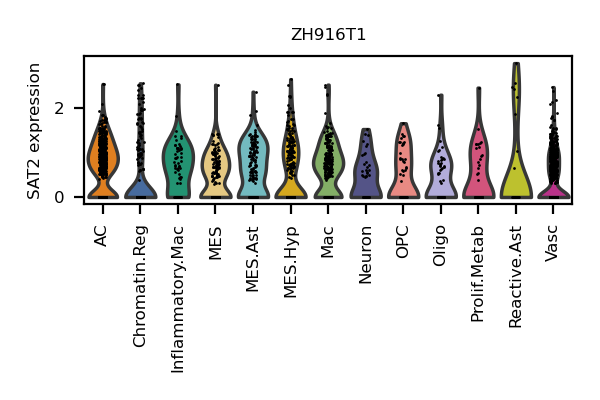 ZH916T1
SAT2 expression
2
0
AC
Chromatin.Reg
Inflammatory.Mac
MES
MES.Ast
MES.Hyp
Mac
Neuron
OPC
Oligo
Prolif.Metab
Reactive.Ast
Vasc